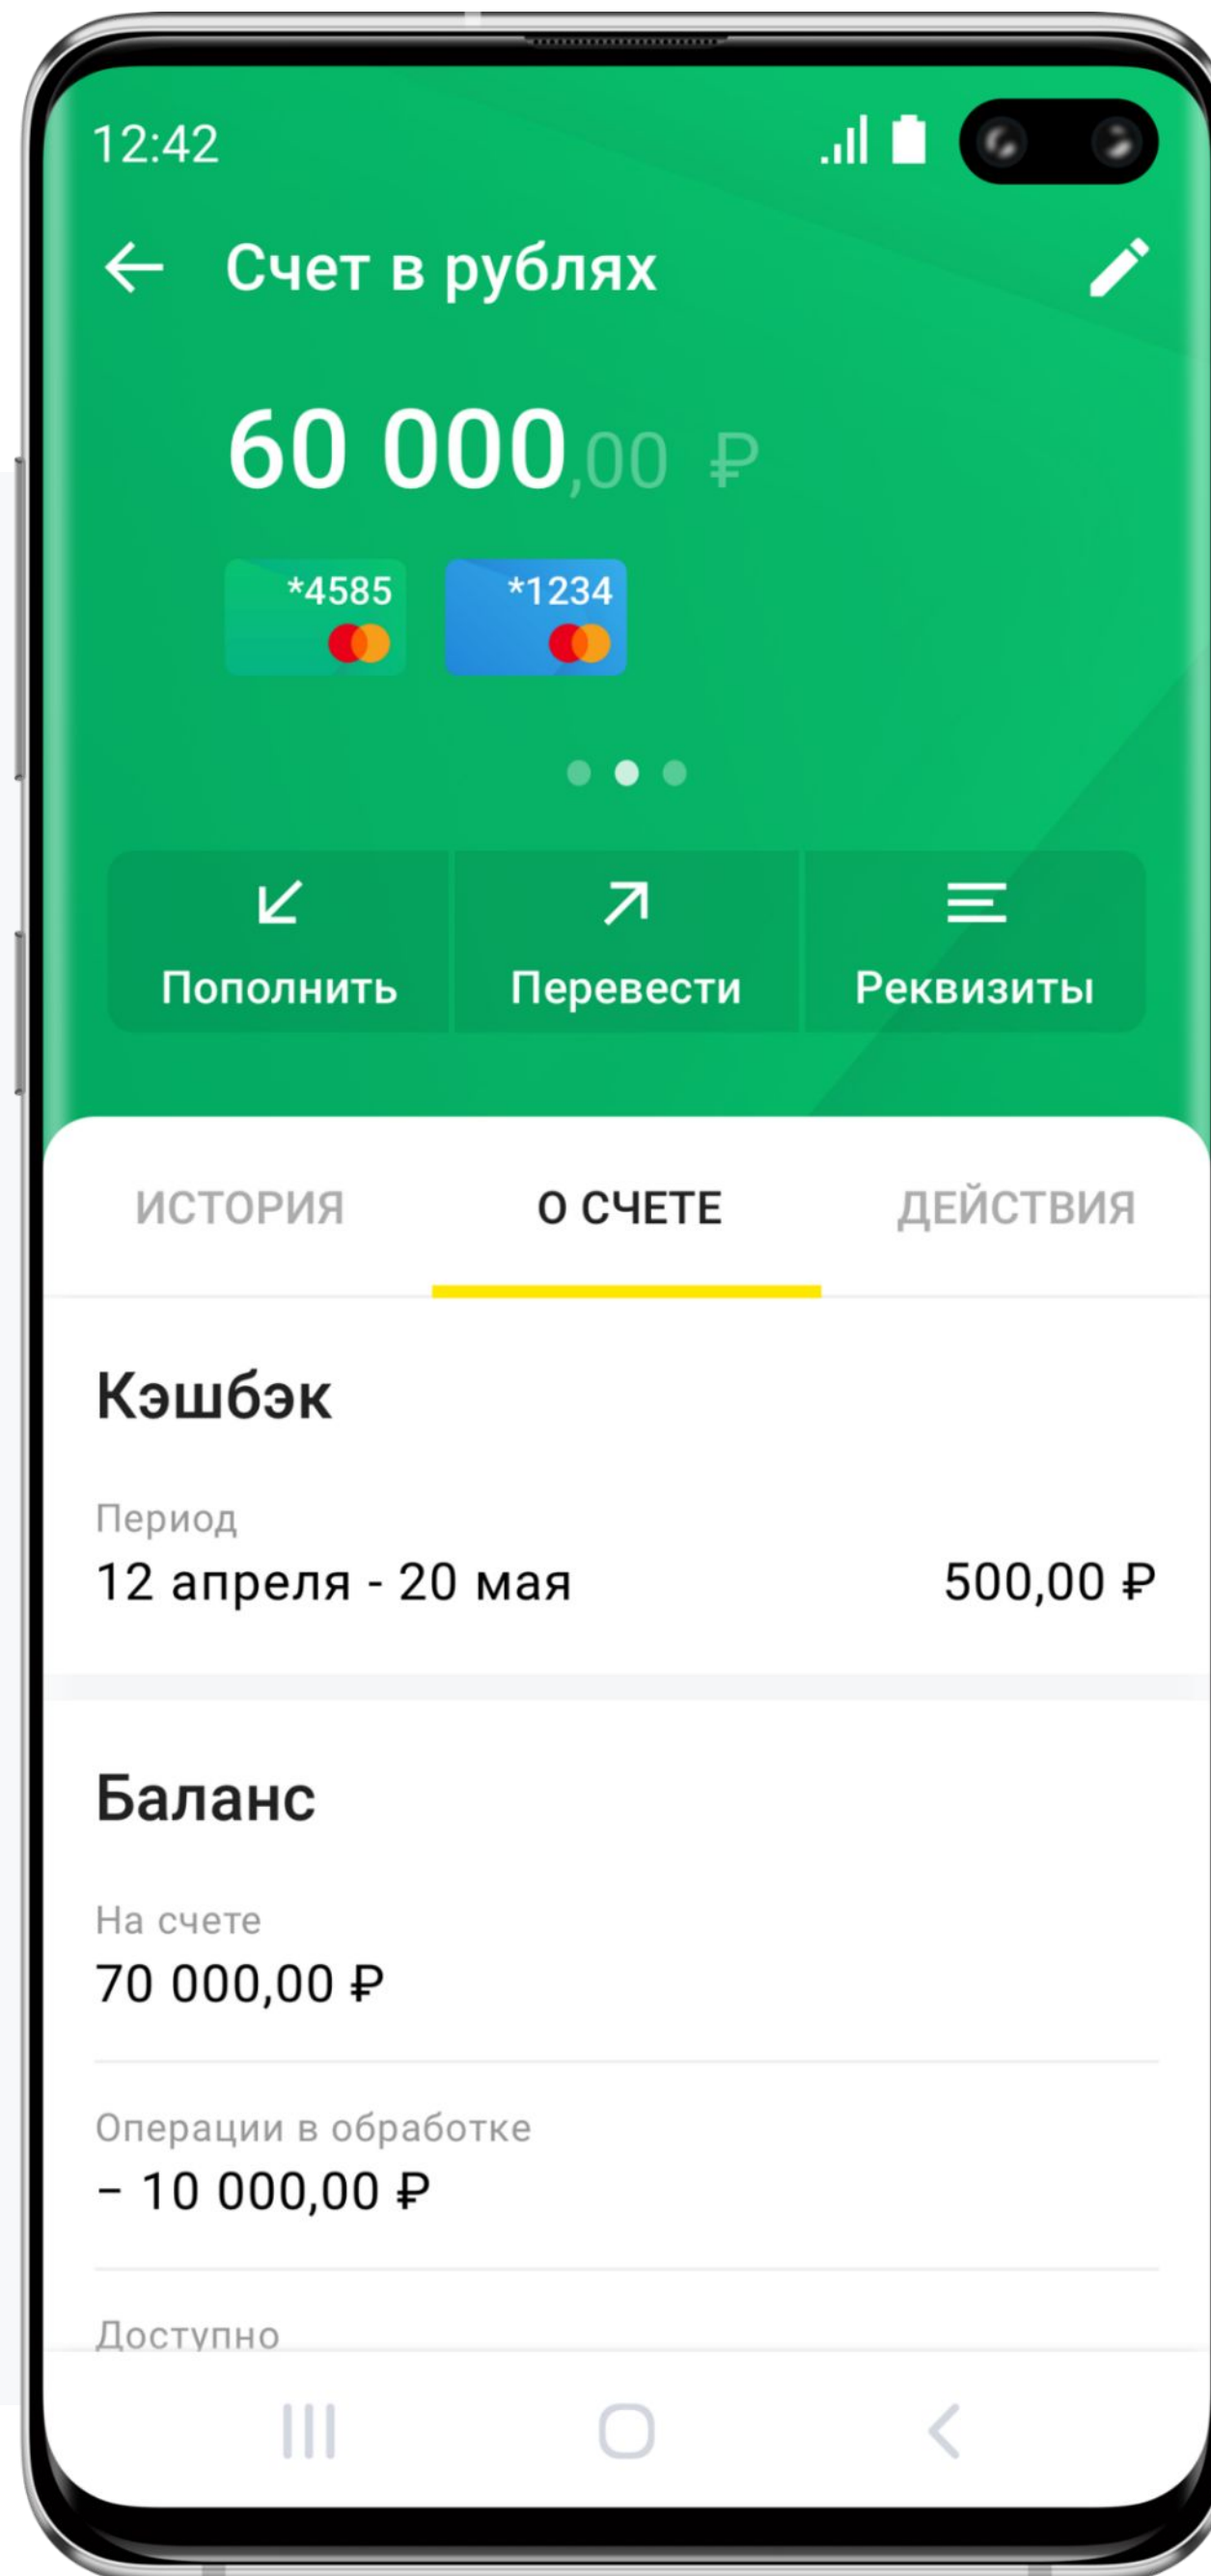 12:42
Счет в рублях
60 000,00 ₽
*4585 *1234
Пополнить Перевести Реквизиты
ИСТОРИЯ О СЧЕТЕ ДЕЙСТВИЯ
Кэшбэк
Период
12 апреля - 20 мая 500,00 ₽
Баланс
На счете
70 000,00 ₽
Операции в обработке
− 10 000,00 ₽
Доступно